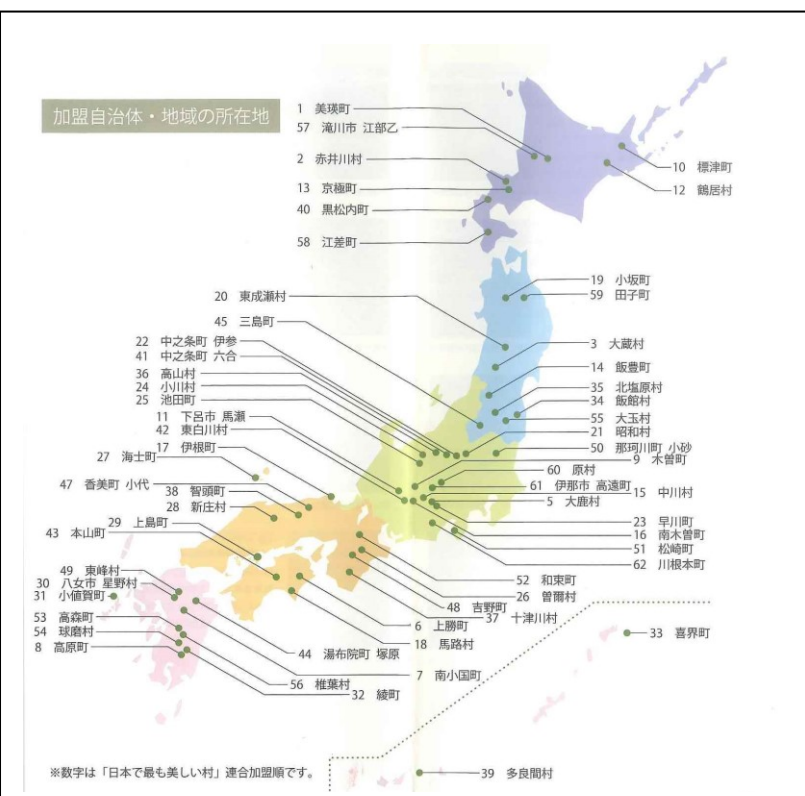 加盟自治体・地域の所在地
1 美瑛町
57 滝川市 江部乙
2 赤井川村
13 京極町
40 黒松内町
58 江差町
10 標津町
12 鶴居村
19 小坂町
59 田子町
20 東成瀬村
45 三島町
22 中之条町 伊参
41 中之条町 六合
36 高山村
24 小川村
25 池田町
11 下呂市 馬瀬
42 東白川村
17 伊根町
27 海士町
47 香美町 小代
38 智頭町
28 新庄村
29 上島町
43 本山町
3 大蔵村
14 飯豊町
35 北塩原村
34 飯舘村
55 大玉村
21 昭和村
50 那珂川町 小砂
9 木曽町
60 原村
61 伊那市 高遠町
15 中川村
5 大鹿村
23 早川町
16 南木曽町
51 松崎町
62 川根本町
49 東峰村
30 八女市 星野村
31 小値賀町
53 高森町
54 球磨村
8 高原町
52 和束町
26 曽爾村
48 吉野町
37 十津川村
6 上勝町
18 馬路村
44 湯布院町 塚原
7 南小国町
56 椎葉村
32 綾町
33 喜界町
39 多良間村
※数字は「日本で最も美しい村」連合加盟順です。